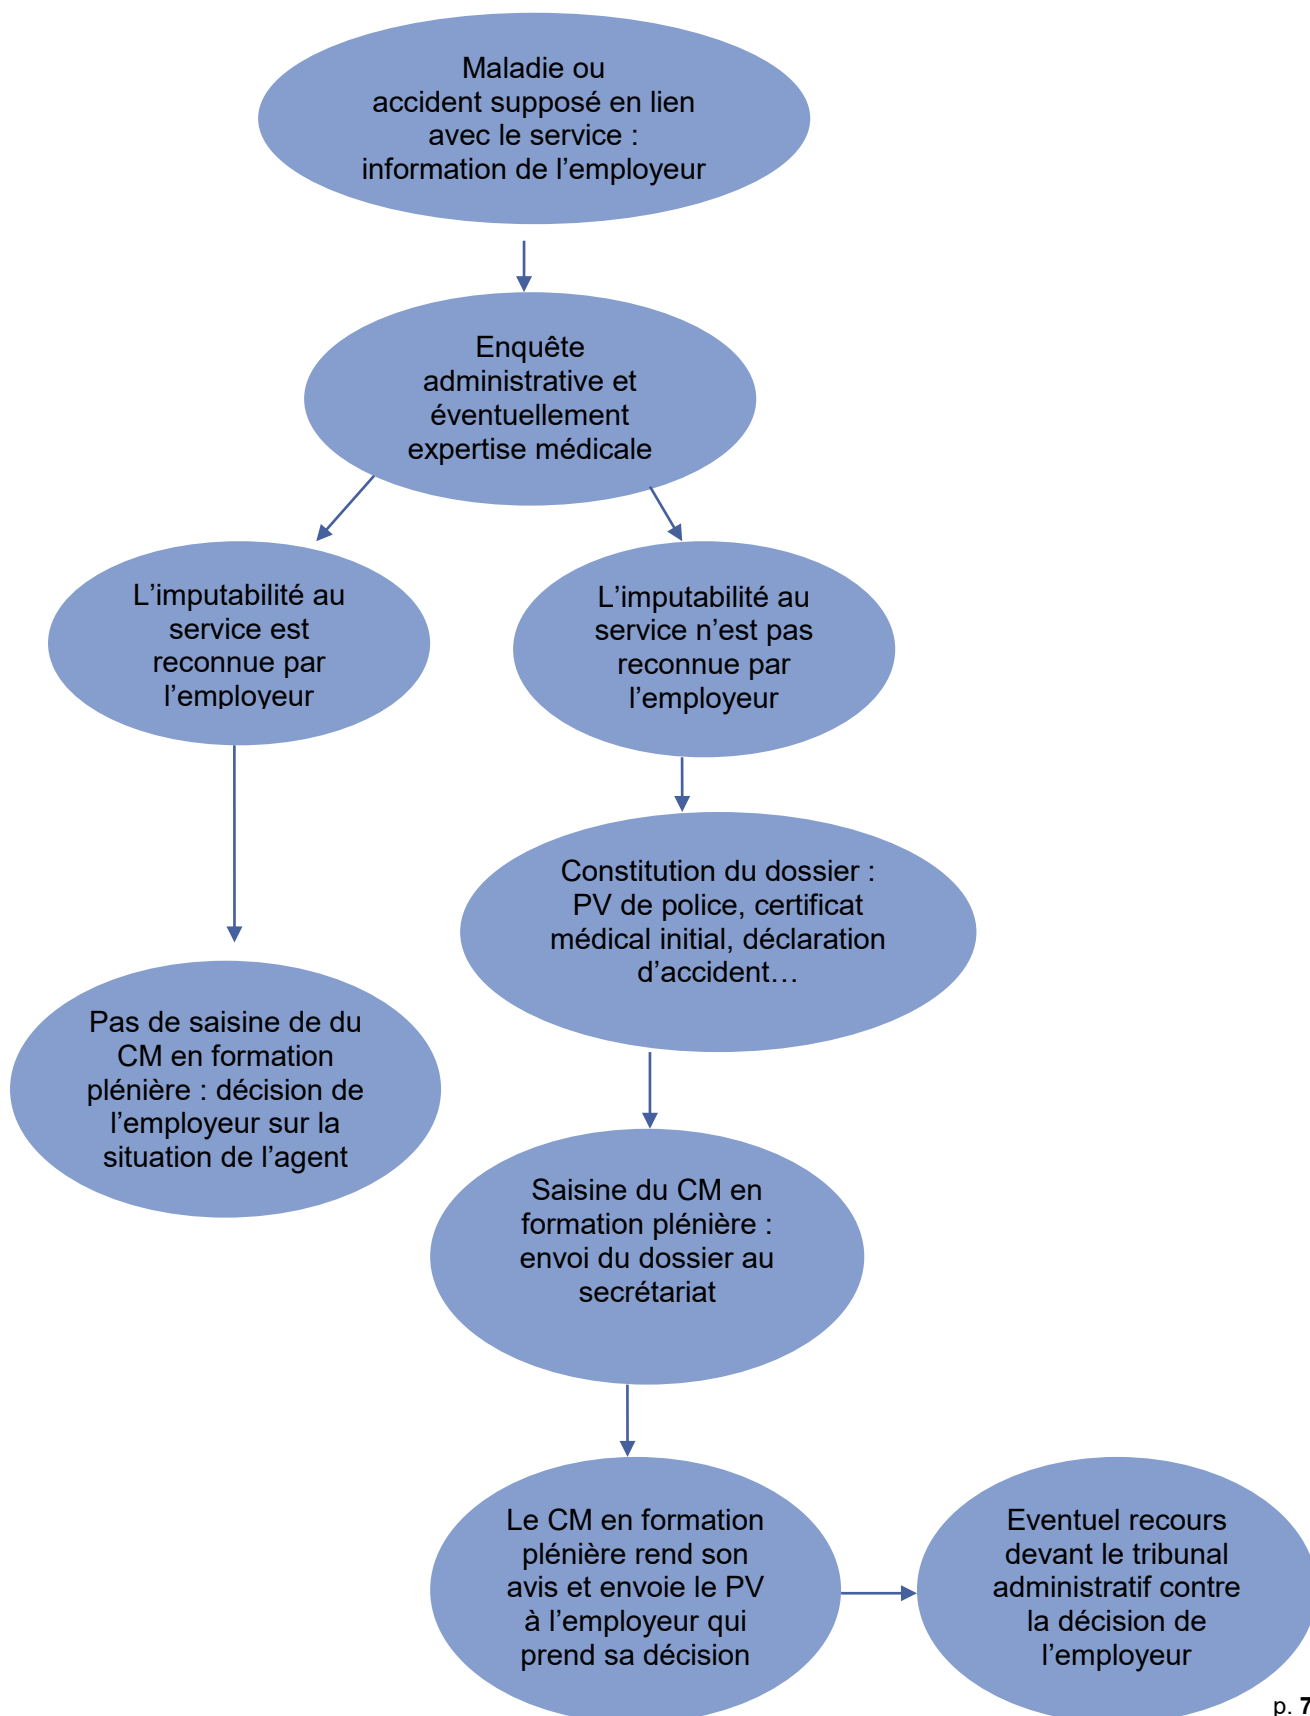 Maladie ou
accident supposé en lien
avec le service :
information de l’employeur
Enquête
administrative et
éventuellement
expertise médicale
L’imputabilité au
service est
reconnue par
l’employeur
L’imputabilité au
service n’est pas
reconnue par
l’employeur
Constitution du dossier :
PV de police, certificat
médical initial, déclaration
d’accident…
Pas de saisine de du
CM en formation
plénière : décision de
l’employeur sur la
situation de l’agent
Saisine du CM en
formation plénière :
envoi du dossier au
secrétariat
Le CM en formation
plénière rend son
avis et envoie le PV
à l’employeur qui
prend sa décision
Eventuel recours
devant le tribunal
administratif contre
la décision de
l’employeur
p. 7